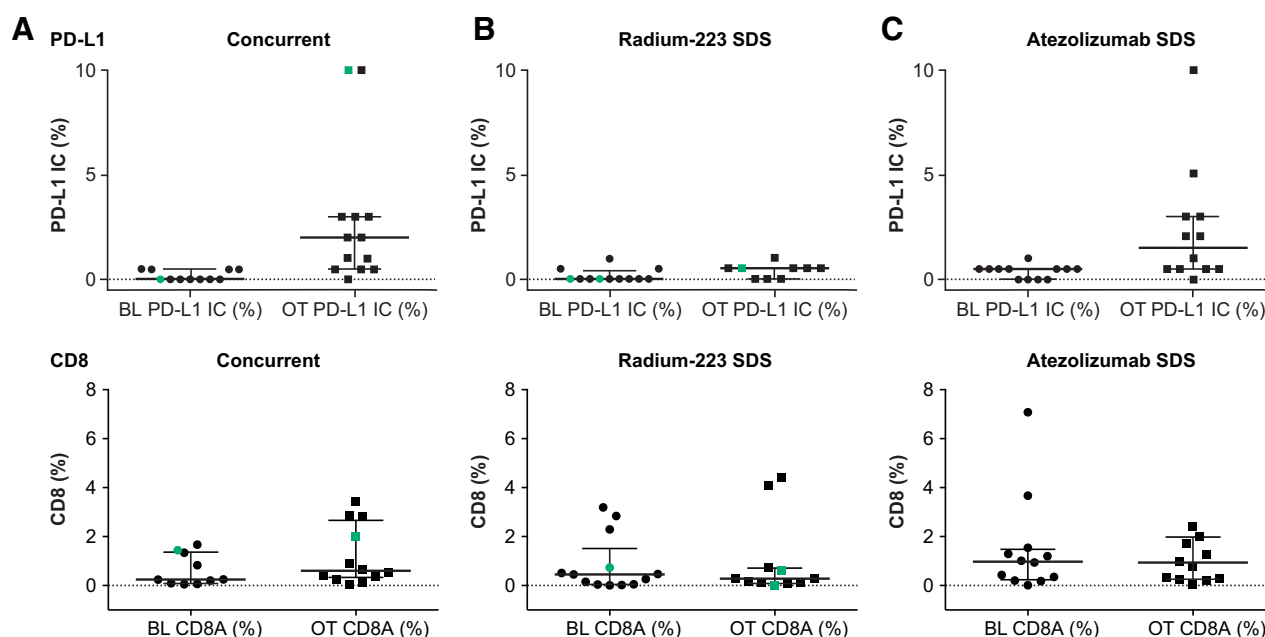 A PD-L1 Concurrent
PD-L1 IC (%)
10
5
0
BL PD-L1 IC (%) OT PD-L1 IC (%)
B Radium-223 SDS
PD-L1 IC (%)
10
5
0
BL PD-L1 IC (%) OT PD-L1 IC (%)
C Atezolizumab SDS
PD-L1 IC (%)
10
5
0
BL PD-L1 IC (%) OT PD-L1 IC (%)
CD8 Concurrent
CD8 (%)
8
6
4
2
0
BL CD8A (%) OT CD8A (%)
Radium-223 SDS
CD8 (%)
8
6
4
2
0
BL CD8A (%) OT CD8A (%)
Atezolizumab SDS
CD8 (%)
8
6
4
2
0
BL CD8A (%) OT CD8A (%)